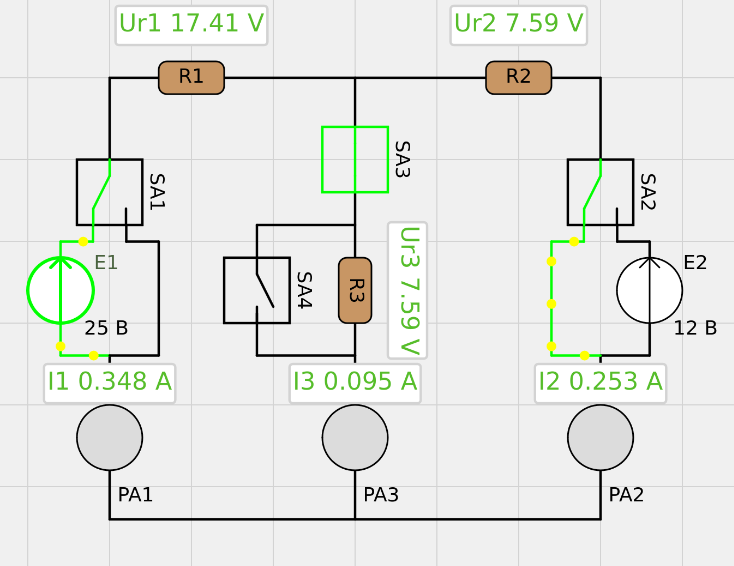 Ur1 17.41 V
Ur2 7.59 V
R1
R2
SA1
SA3
SA2
E1
25 В
SA4
R3
Ur3 7.59 V
E2
12 В
I1 0.348 A
I3 0.095 A
I2 0.253 A
PA1
PA3
PA2